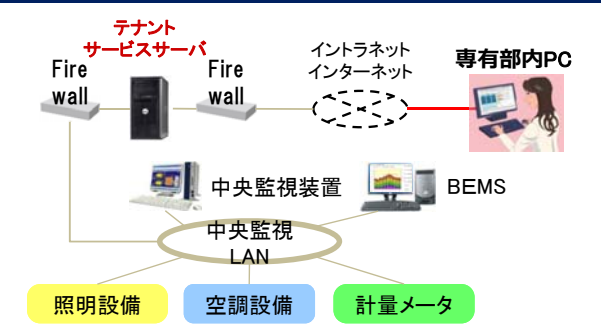 テナント
サービスサーバ
Fire
wall
Fire
wall
イントラネット
インターネット
専有部内PC
中央監視装置
BEMS
中央監視
LAN
照明設備
空調設備
計量メータ